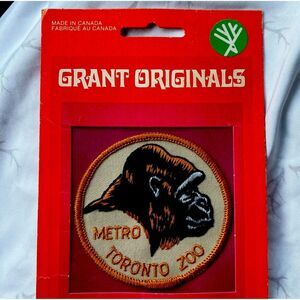 MADE IN CANADA
FABRIQUÉ AU CANADA
GRANT ORIGINALS
METRO
TORONTO ZOO